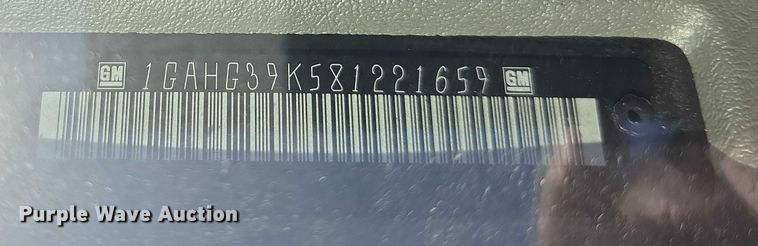 GM 1GAHG39K581221659 GM
Purple Wave Auction